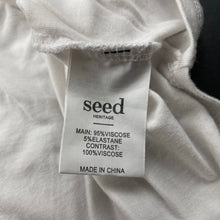 seed
HERITAGE
MAIN: 95%VISCOSE
5%ELASTANE
CONTRAST:
100%VISCOSE
MADE IN CHINA